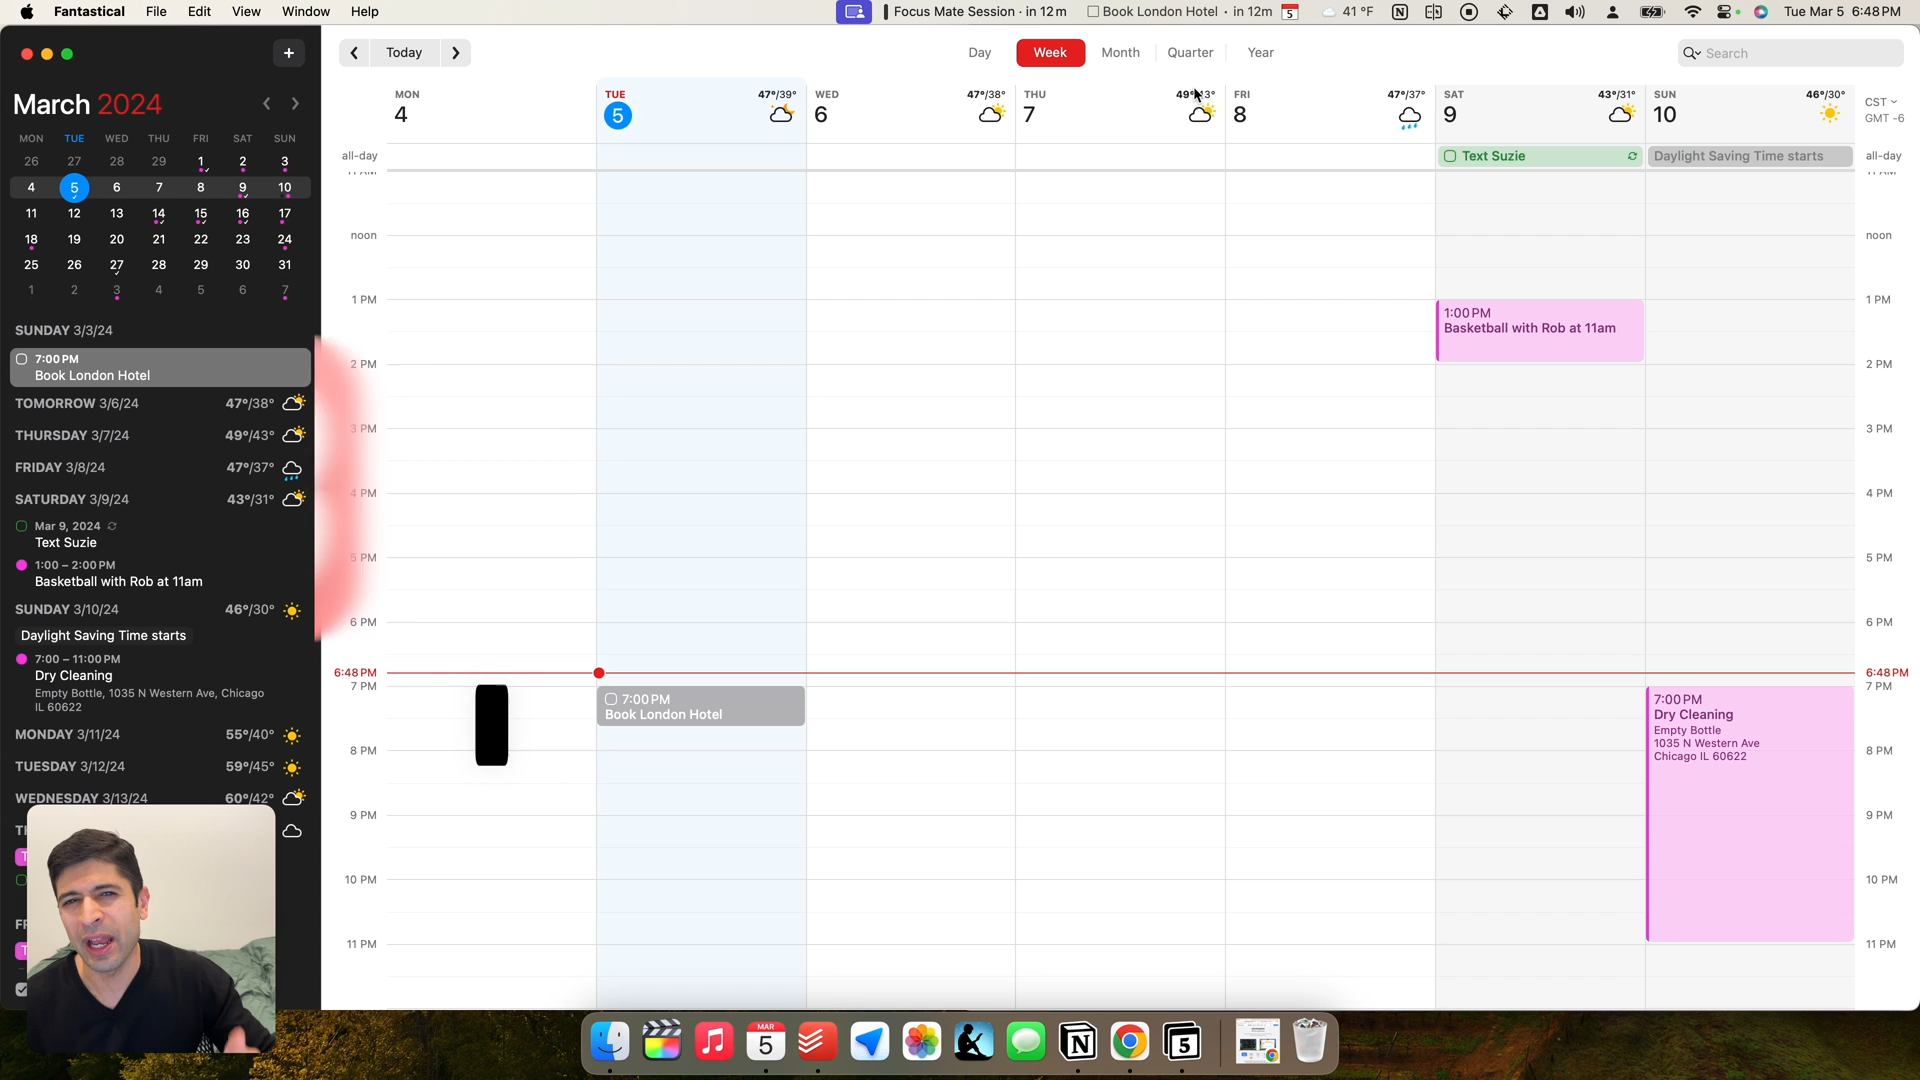 Fantastical File Edit View Window Help
Focus Mate Session · in 12m Book London Hotel · in 12m 5 41 °F Tue Mar 5 6:48 PM
Today
Day Week Month Quarter Year
Search
March 2024
MON TUE WED THU FRI SAT SUN
26 27 28 29 1 2 3
4 5 6 7 8 9 10
11 12 13 14 15 16 17
18 19 20 21 22 23 24
25 26 27 28 29 30 31
1 2 3 4 5 6 7
SUNDAY 3/3/24
7:00 PM
Book London Hotel
TOMORROW 3/6/24 47°/38°
THURSDAY 3/7/24 49°/43°
FRIDAY 3/8/24 47°/37°
SATURDAY 3/9/24 43°/31°
Mar 9, 2024
Text Suzie
1:00 – 2:00 PM
Basketball with Rob at 11am
SUNDAY 3/10/24 46°/30°
Daylight Saving Time starts
7:00 – 11:00 PM
Dry Cleaning
Empty Bottle, 1035 N Western Ave, Chicago
IL 60622
MONDAY 3/11/24 55°/40°
TUESDAY 3/12/24 59°/45°
WEDNESDAY 3/13/24 60°/42°
MON
4
TUE 47°/39°
5
WED 47°/38°
6
THU
7
FRI 47°/37°
8
SAT 43°/31°
9
SUN 46°/30°
10
CST
GMT -6
all-day Text Suzie Daylight Saving Time starts all-day
noon noon
1 PM 1 PM
1:00 PM
Basketball with Rob at 11am
2 PM 2 PM
3 PM 3 PM
4 PM 4 PM
5 PM 5 PM
6 PM 6 PM
6:48 PM 6:48 PM
7 PM 7 PM
7:00 PM
Book London Hotel
7:00 PM
Dry Cleaning
Empty Bottle
1035 N Western Ave
Chicago IL 60622
8 PM 8 PM
9 PM 9 PM
10 PM 10 PM
11 PM 11 PM
MAR
5
5